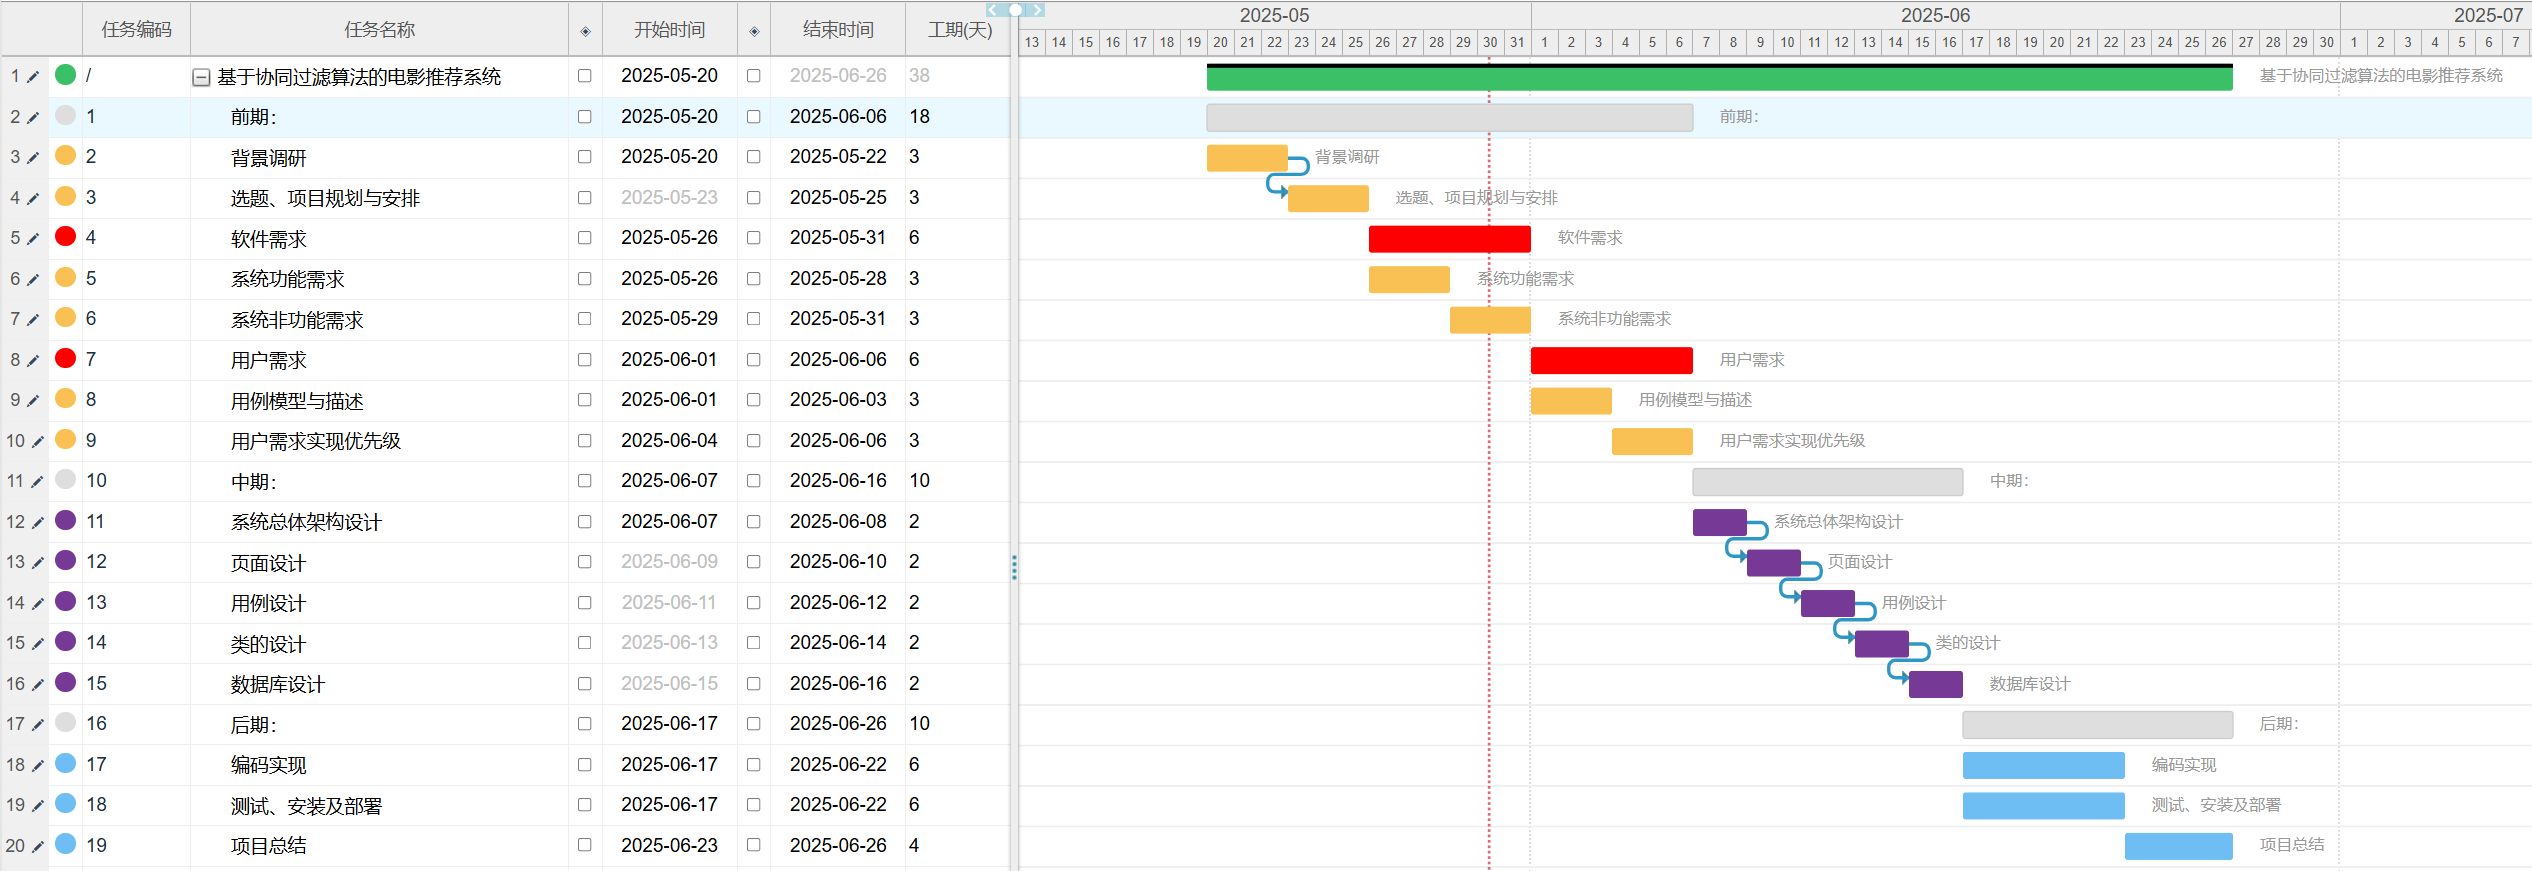 任务编码 任务名称 开始时间 结束时间 工期(天) 2025-05 2025-06 2025-07
13 14 15 16 17 18 19 20 21 22 23 24 25 26 27 28 29 30 31 1 2 3 4 5 6 7 8 9 10 11 12 13 14 15 16 17 18 19 20 21 22 23 24 25 26 27 28 29 30 1 2 3 4 5 6 7
1 / 基于协同过滤算法的电影推荐系统 2025-05-20 2025-06-26 38 基于协同过滤算法的电影推荐系统
2 1 前期： 2025-05-20 2025-06-06 18 前期：
3 2 背景调研 2025-05-20 2025-05-22 3 背景调研
4 3 选题、项目规划与安排 2025-05-23 2025-05-25 3 选题、项目规划与安排
5 4 软件需求 2025-05-26 2025-05-31 6 软件需求
6 5 系统功能需求 2025-05-26 2025-05-28 3 系统功能需求
7 6 系统非功能需求 2025-05-29 2025-05-31 3 系统非功能需求
8 7 用户需求 2025-06-01 2025-06-06 6 用户需求
9 8 用例模型与描述 2025-06-01 2025-06-03 3 用例模型与描述
10 9 用户需求实现优先级 2025-06-04 2025-06-06 3 用户需求实现优先级
11 10 中期： 2025-06-07 2025-06-16 10 中期：
12 11 系统总体架构设计 2025-06-07 2025-06-08 2 系统总体架构设计
13 12 页面设计 2025-06-09 2025-06-10 2 页面设计
14 13 用例设计 2025-06-11 2025-06-12 2 用例设计
15 14 类的设计 2025-06-13 2025-06-14 2 类的设计
16 15 数据库设计 2025-06-15 2025-06-16 2 数据库设计
17 16 后期： 2025-06-17 2025-06-26 10 后期：
18 17 编码实现 2025-06-17 2025-06-22 6 编码实现
19 18 测试、安装及部署 2025-06-17 2025-06-22 6 测试、安装及部署
20 19 项目总结 2025-06-23 2025-06-26 4 项目总结